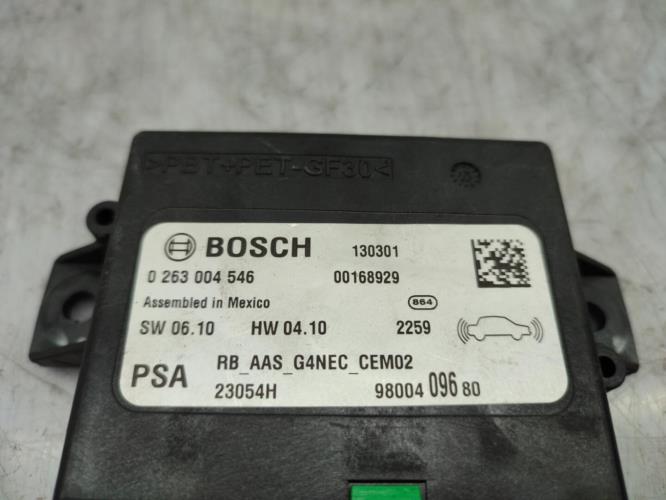 >PBT+PET-GF30<
BOSCH 130301
0 263 004 546 00168929
Assembled in Mexico 864
SW 06.10 HW 04.10 2259
PSA RB_AAS_G4NEC_CEM02
23054H 98004 096 80